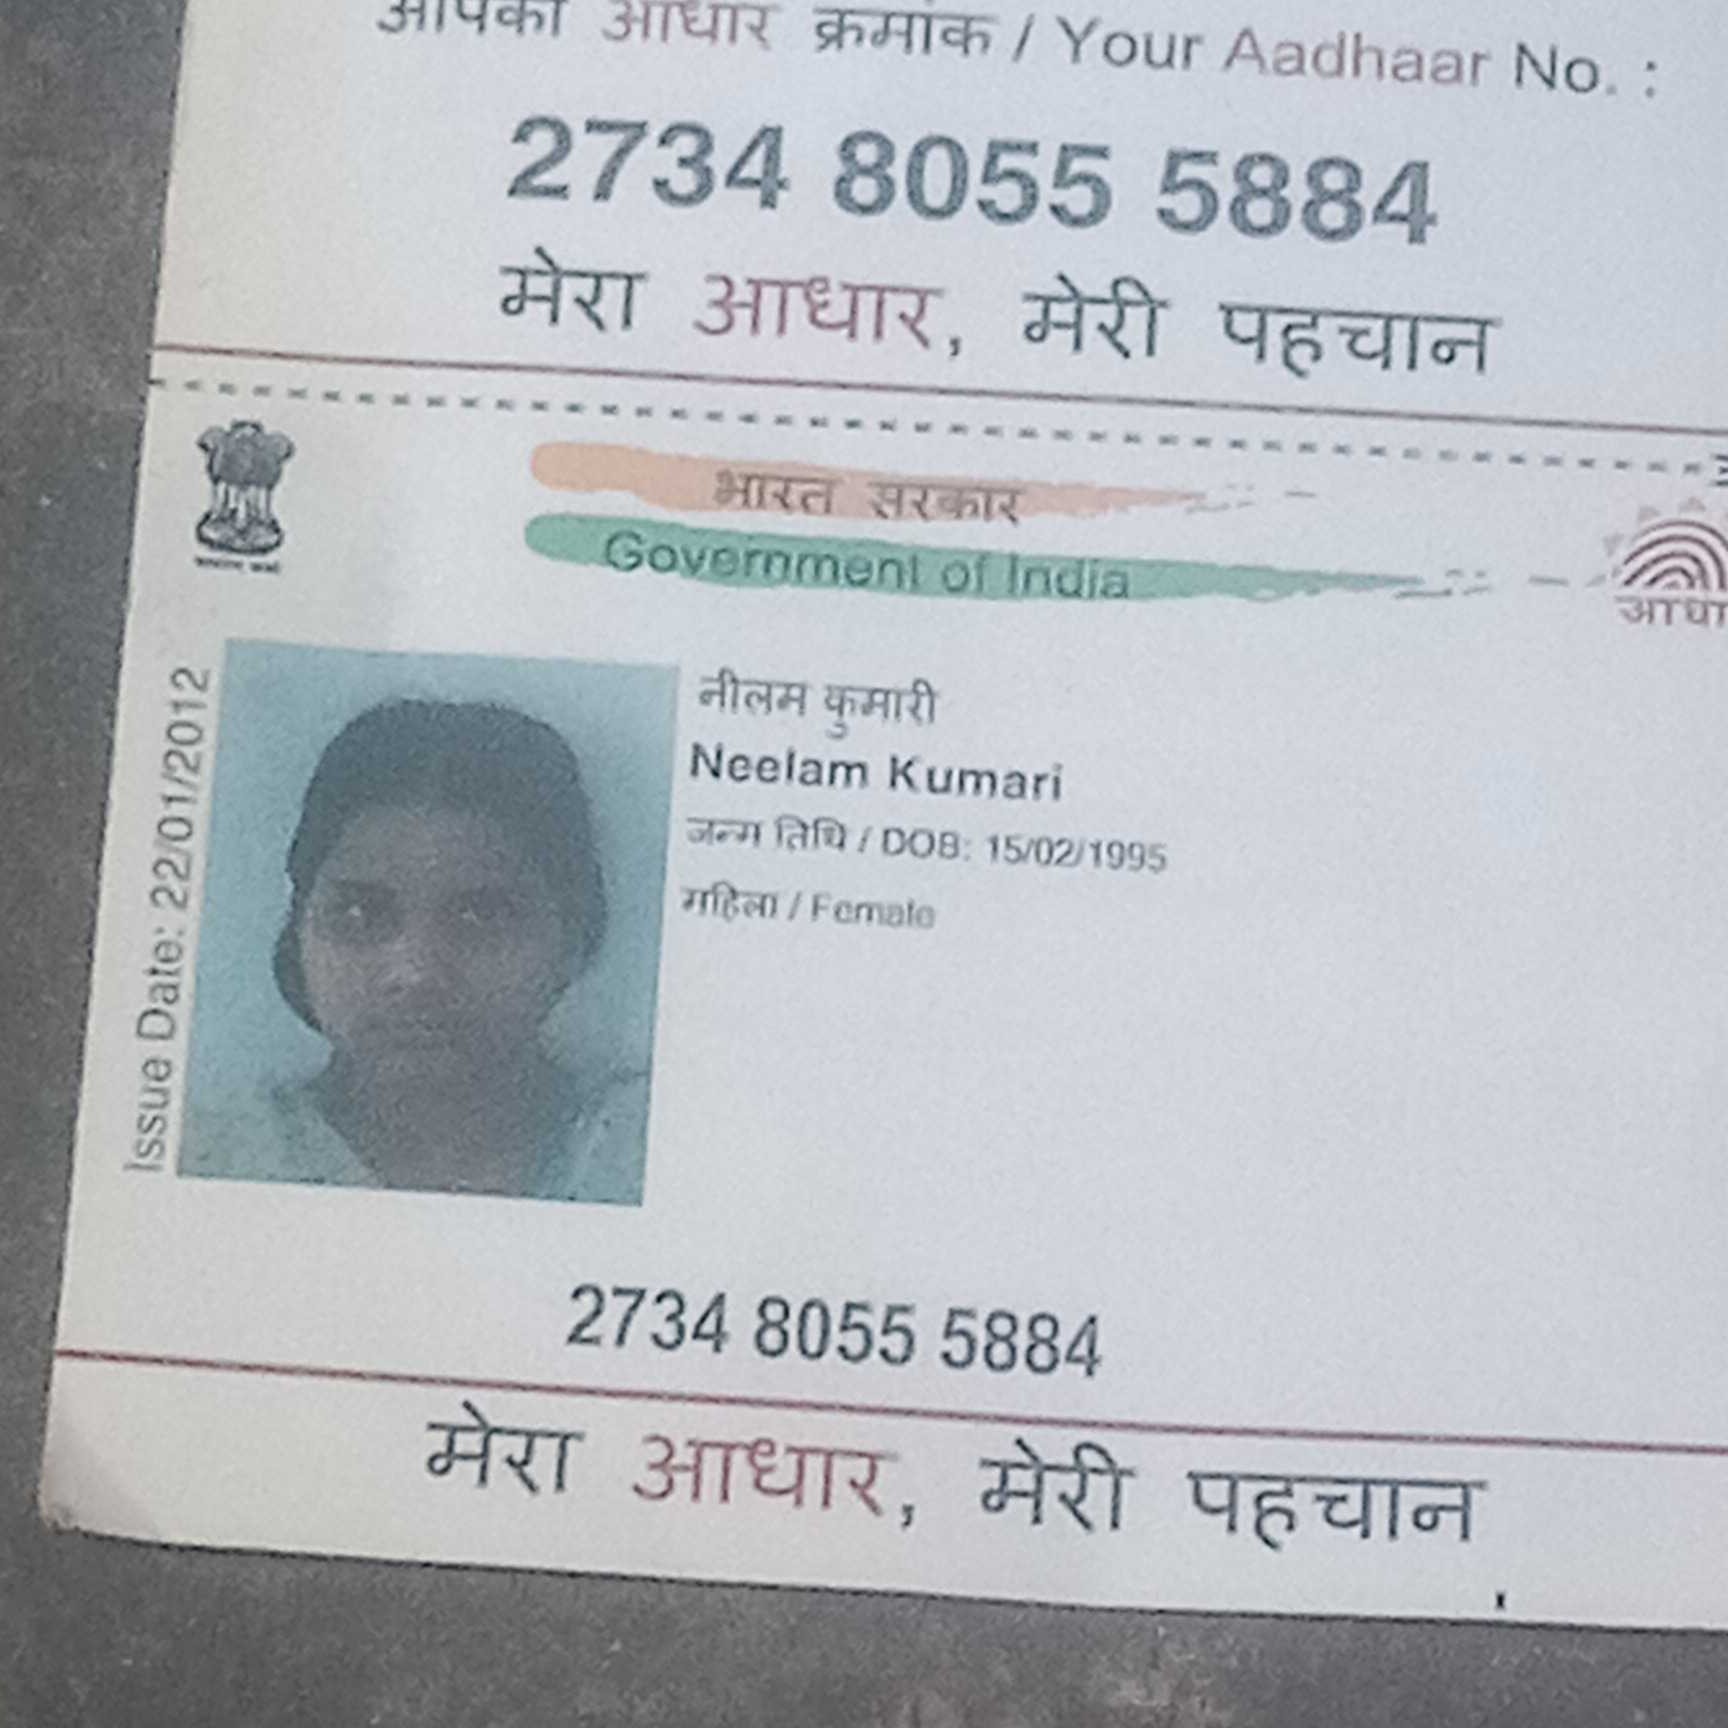 आपका आधार क्रमांक / Your Aadhaar No. :
2734 8055 5884
मेरा आधार, मेरी पहचान
भारत सरकार
Government of India
Issue Date: 22/01/2012
नीलम कुमारी
Neelam Kumari
जन्म तिथि / DOB: 15/02/1995
महिला / Female
2734 8055 5884
मेरा आधार, मेरी पहचान